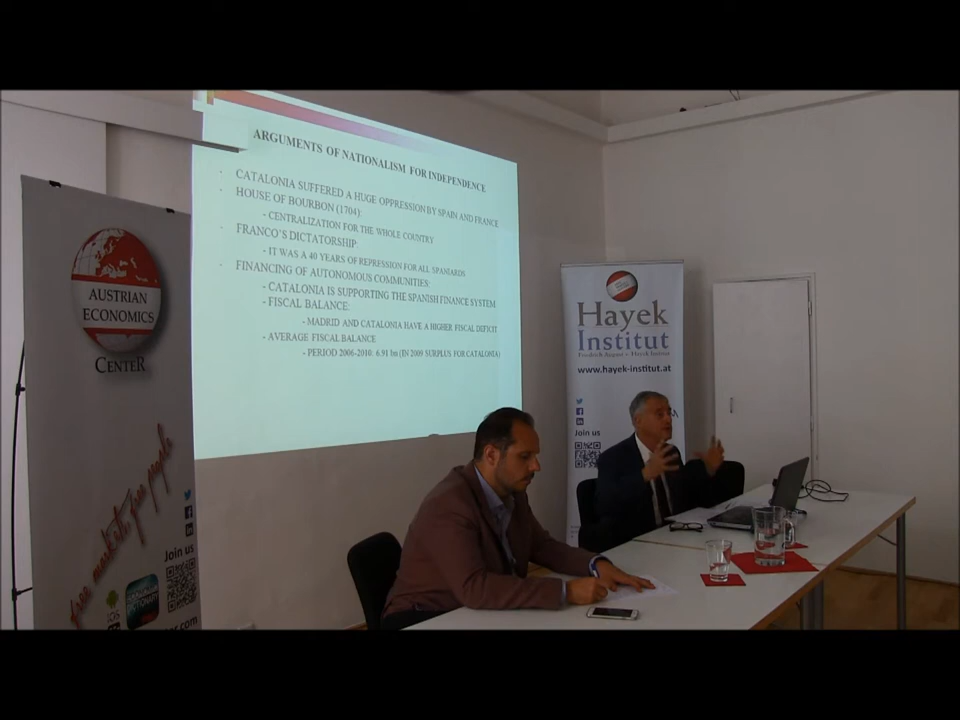 ARGUMENTS OF NATIONALISM FOR INDEPENDENCE
- CATALONIA SUFFERED A HUGE OPPRESSION BY SPAIN AND FRANCE
- HOUSE OF BOURBON (1704):
- CENTRALIZATION FOR THE WHOLE COUNTRY
- FRANCO'S DICTATORSHIP:
- IT WAS A 40 YEARS OF REPRESSION FOR ALL SPANIARDS
- FINANCING OF AUTONOMOUS COMMUNITIES:
- CATALONIA IS SUPPORTING THE SPANISH FINANCE SYSTEM
- FISCAL BALANCE:
- MADRID AND CATALONIA HAVE A HIGHER FISCAL DEFICIT
- AVERAGE FISCAL BALANCE
- PERIOD 2006-2010: 6.91 bn (IN 2009 SURPLUS FOR CATALONIA)
AUSTRIAN
ECONOMICS
CENTER
free markets, free people
Join us
Hayek
Institut
Friedrich August v. Hayek Institut
www.hayek-institut.at
Join us